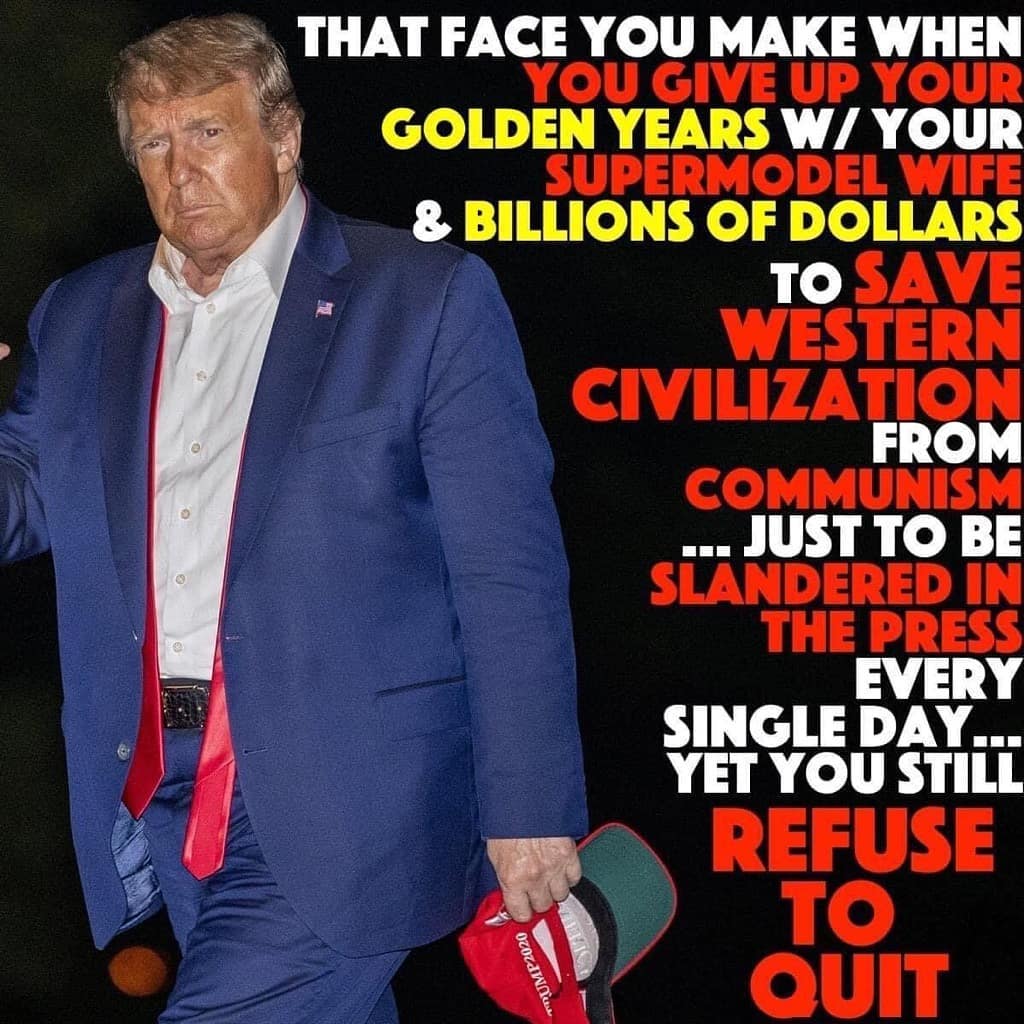 THAT FACE YOU MAKE WHEN
YOU GIVE UP YOUR
GOLDEN YEARS W/ YOUR
SUPERMODEL WIFE
& BILLIONS OF DOLLARS
TO SAVE
WESTERN
CIVILIZATION
FROM
COMMUNISM
... JUST TO BE
SLANDERED IN
THE PRESS
EVERY
SINGLE DAY...
YET YOU STILL
REFUSE
TO
QUIT
TRUMP2020